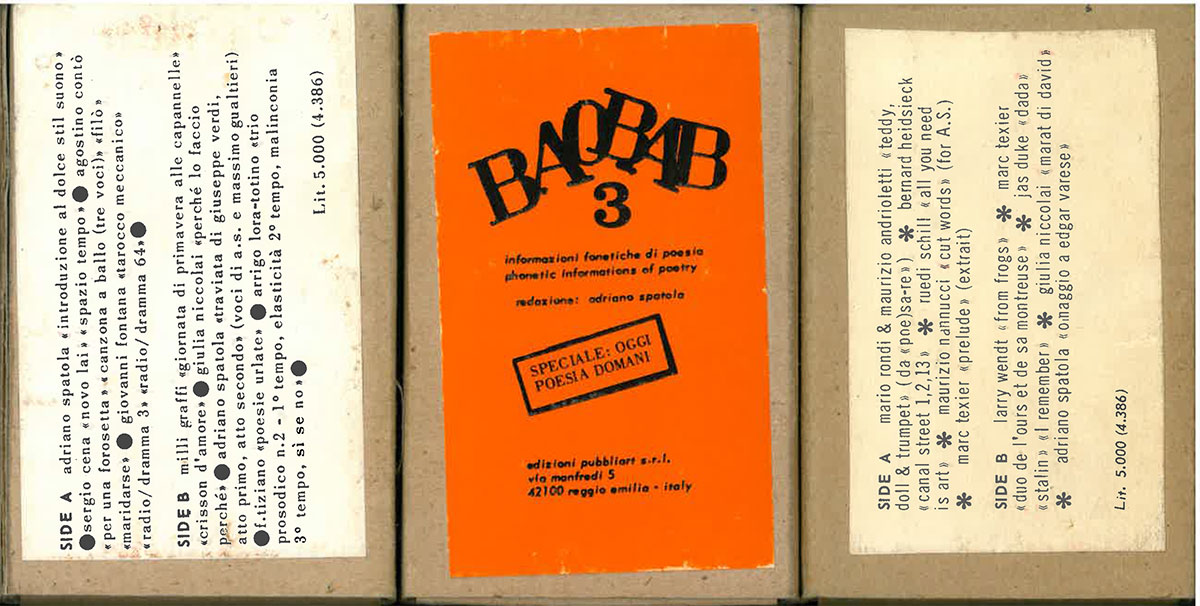 SIDE A adriano spatola «introduzione al dolce stil suono»
●sergio cena «novo lai» «spazio tempo»● agostino contò
«per una forosetta» «canzona a ballo (tre voci)» «filò»
«maridarse»● giovanni fontana «tarocco meccanico»
«radio/dramma 3» «radio/dramma 64»●
SIDE B milli graffi «giornata di primavera alle capannelle»
«crisson d'amore»● giulia niccolai «perché lo faccio
perché»● adriano spatola «traviata di giuseppe verdi,
atto primo, atto secondo» (voci di a.s. e massimo gualtieri)
●f.tiziano «poesie urlate»● arrigo lora-totino «trio
prosodico n.2 - 1° tempo, elasticità 2° tempo, malinconia
3° tempo, sì se no»●
Lit. 5.000 (4.386)
BAOBAB
3
informazioni fonetiche di poesia
phonetic informations of poetry
redazione: adriano spatola
SPECIALE: OGGI
POESIA DOMANI
edizioni pubbliart s.r.l.
via manfredi 5
42100 reggio emilia - italy
SIDE A mario rondi & maurizio andrioletti «teddy,
doll & trumpet» (da «poe)sa-re») * bernard heidsieck
«canal street 1,2,13» * ruedi schill «all you need
is art» * maurizio nannucci «cut words» (for A.S.)
* marc texier «prelude» (extrait)
SIDE B larry wendt «from frogs» * marc texier
«duo de l'ours et de sa montreuse» * jas duke «dada»
«stalin» «I remember» * giulia niccolai «marat di david»
* adriano spatola «omaggio a edgar varese»
Lit. 5.000 (4.386)